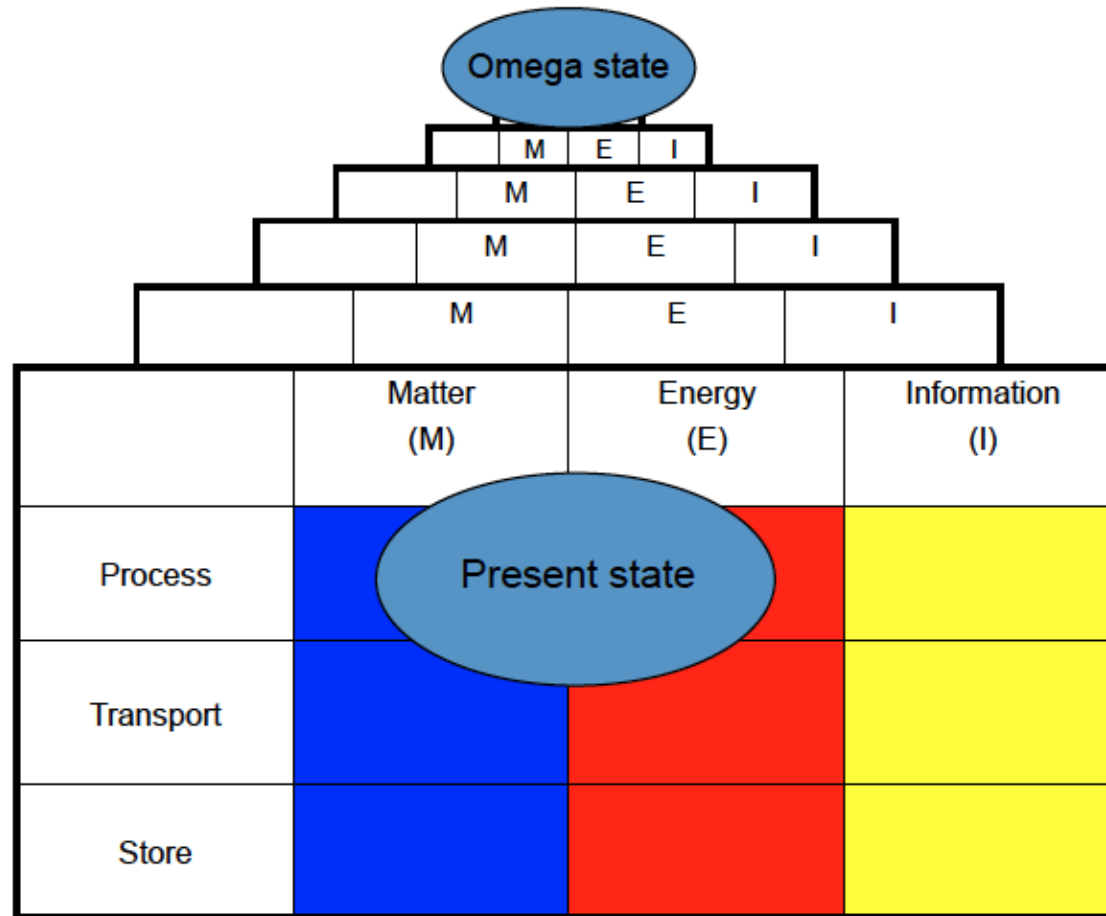 Omega state
M E I
M E I
M E I
M E I
Matter Energy Information
(M) (E) (I)
Process
Present state
Transport
Store